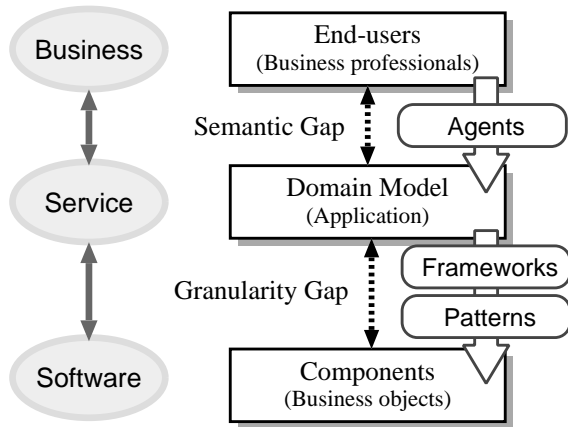 Business
End-users
(Business professionals)
Semantic Gap
Agents
Service
Domain Model
(Application)
Granularity Gap
Frameworks
Patterns
Software
Components
(Business objects)